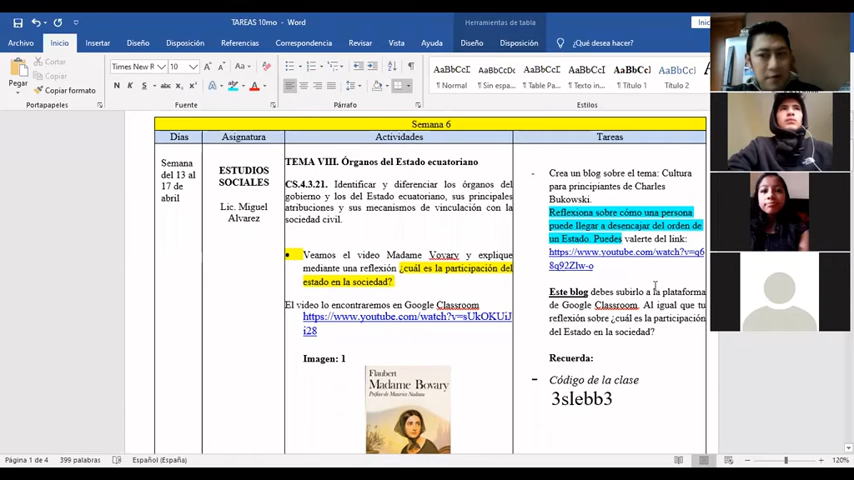 TAREAS 10mo - Word
Herramientas de tabla
Inic
Archivo Inicio Insertar Diseño Disposición Referencias Correspondencia Revisar Vista Ayuda Diseño Disposición ¿Qué desea hacer?
Pegar
Cortar
Copiar
Copiar formato
Times New R 10
N K S
AaBbCcI AaBbCcDc AaBbCcI AaBbCcI AaBbCcD AaBbCcI
¶ Normal ¶ Sin espa... ¶ Table Pa... ¶ Texto in... ¶ Título 1 ¶ Título 2
Portapapeles Fuente Párrafo Estilos
Semana 6
Días Asignatura Actividades Tareas
Semana
del 13 al
17 de
abril
ESTUDIOS
SOCIALES
Lic. Miguel
Alvarez
TEMA VIII. Órganos del Estado ecuatoriano
CS.4.3.21. Identificar y diferenciar los órganos del
gobierno y los del Estado ecuatoriano, sus principales
atribuciones y sus mecanismos de vinculación con la
sociedad civil.
• Veamos el video Madame Vovary y explique
mediante una reflexión ¿cuál es la participación del
estado en la sociedad?
El video lo encontraremos en Google Classroom
https://www.youtube.com/watch?v=sUkOKUiJ
i28
Imagen: 1
Flaubert
Madame Bovary
Préface de Maurice Nadeau
- Crea un blog sobre el tema: Cultura
para principiantes de Charles
Bukowski.
Reflexiona sobre cómo una persona
puede llegar a desencajar del orden de
un Estado. Puedes valerte del link:
https://www.youtube.com/watch?v=q6
8q92Zlw-o
Este blog debes subirlo a la plataforma
de Google Classroom. Al igual que tu
reflexión sobre ¿cuál es la participación
del Estado en la sociedad?
Recuerda:
- Código de la clase
3slebb3
Página 1 de 4 399 palabras Español (España) 120%